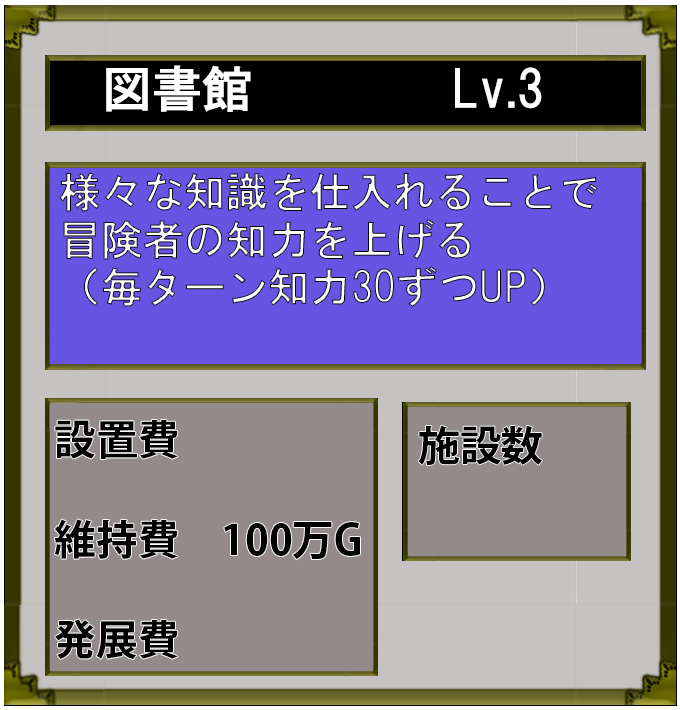 図書館 Lv.3
様々な知識を仕入れることで
冒険者の知力を上げる
（毎ターン知力30ずつUP）
設置費
維持費 100万G
発展費
施設数